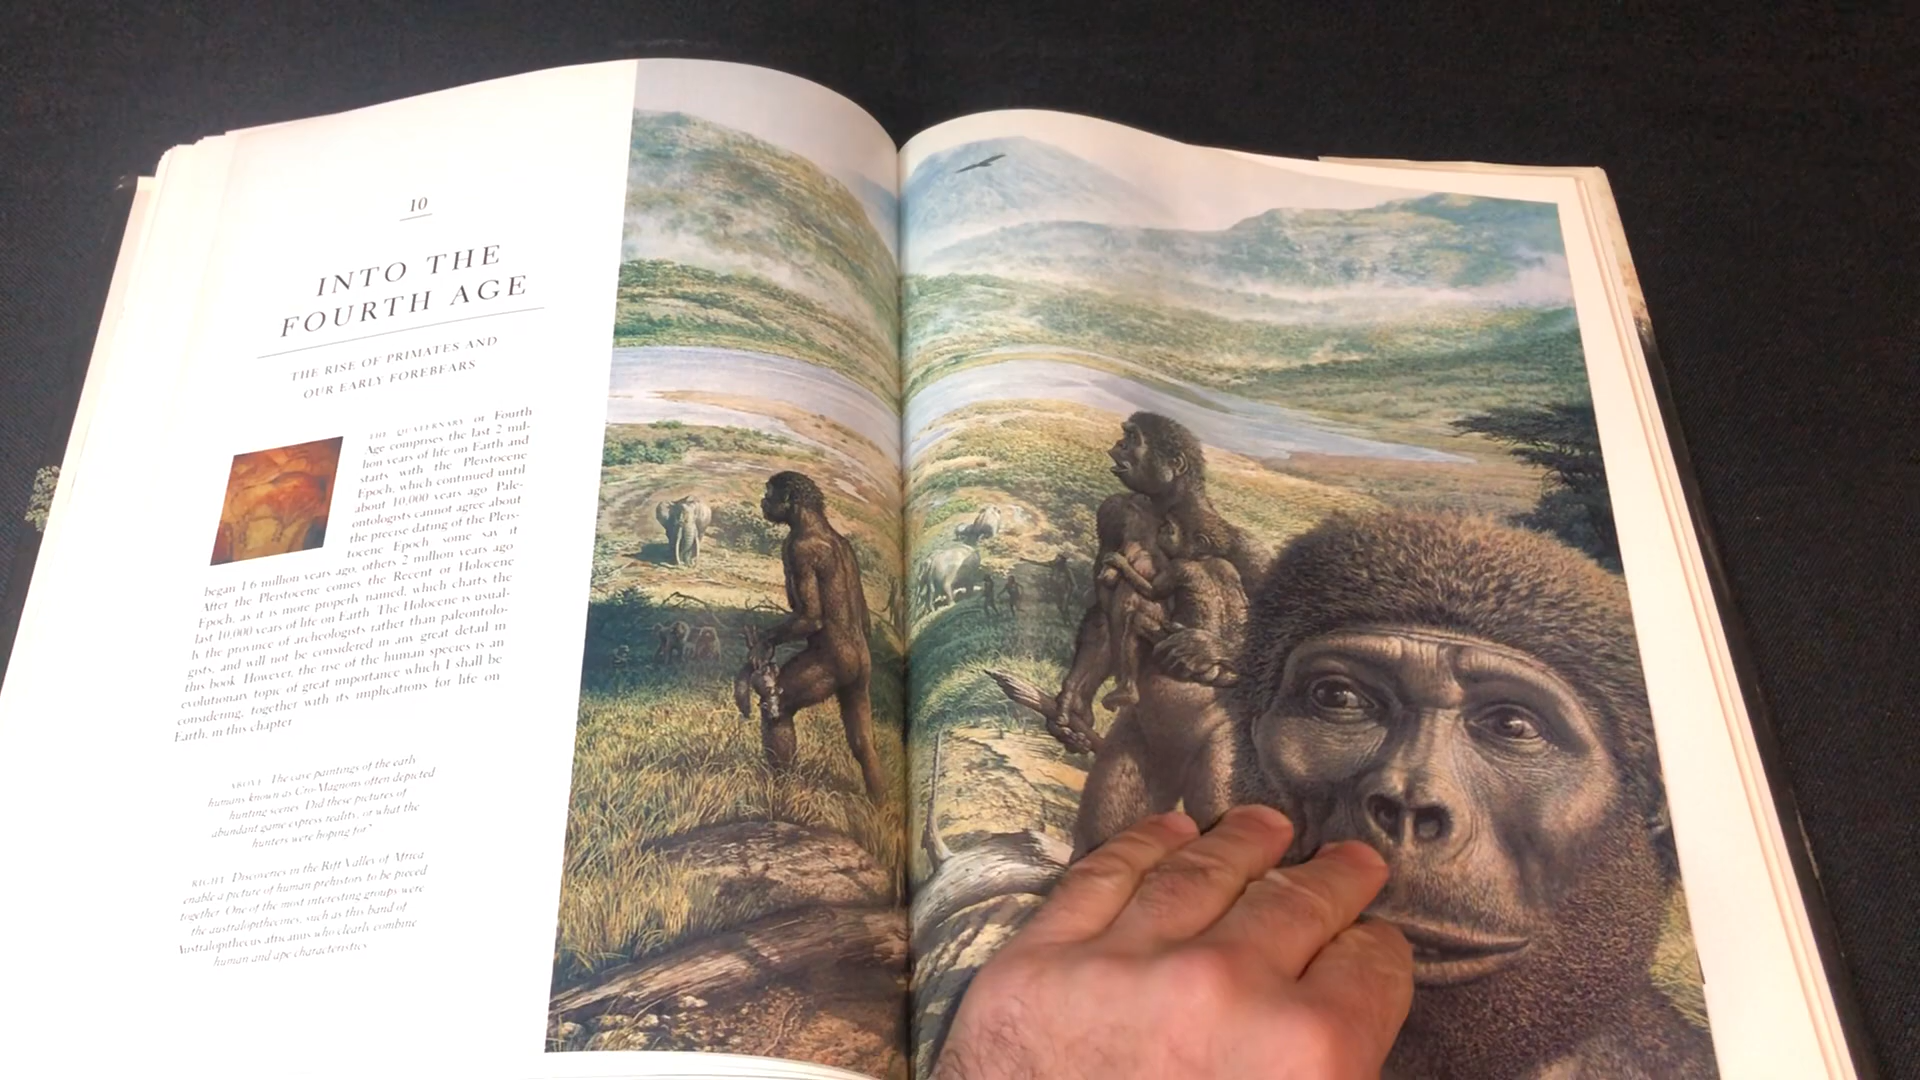 10
INTO THE
FOURTH AGE
THE RISE OF PRIMATES AND
OUR EARLY FOREBEARS
THE QUATERNARY or Fourth
Age comprises the last 2 mil-
lion years of life on Earth and
starts with the Pleistocene
Epoch, which continued until
about 10,000 years ago. Pale-
ontologists cannot agree about
the precise dating of the Pleis-
tocene Epoch some say it
began 1.6 million years ago, others 2 million years ago
After the Pleistocene comes the Recent or Holocene
Epoch, as it is more properly named, which charts the
last 10,000 years of life on Earth. The Holocene is usual-
ly the province of archeologists rather than paleontolo-
gists, and will not be considered in any great detail in
this book. However, the rise of the human species is an
evolutionary topic of great importance which I shall be
considering, together with its implications for life on
Earth, in this chapter
ABOVE The cave paintings of the early
humans known as Cro-Magnons often depicted
hunting scenes. Did these pictures of
abundant game express reality, or what the
hunters were hoping for?
RIGHT Discoveries in the Rift Valley of Africa
enable a picture of human prehistory to be pieced
together. One of the most interesting groups were
the australopithecines, such as this band of
Australopithecus africanus who clearly combine
human and ape characteristics